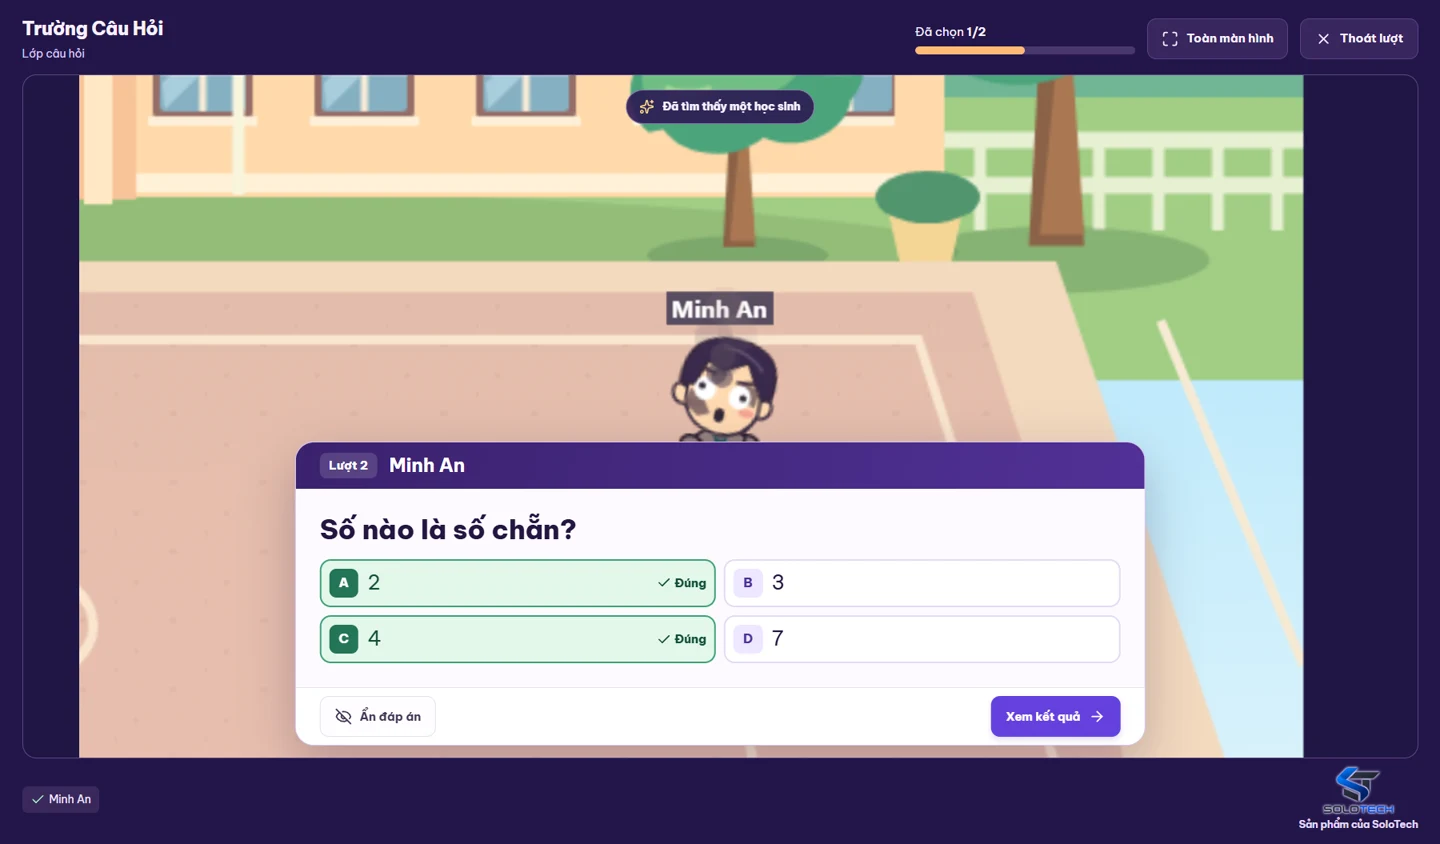 Trường Câu Hỏi
Lớp câu hỏi
Đã chọn 1/2
Toàn màn hình
Thoát lượt
Đã tìm thấy một học sinh
Minh An
Lượt 2 Minh An
Số nào là số chẵn?
A 2 Đúng
B 3
C 4 Đúng
D 7
Ẩn đáp án
Xem kết quả
Minh An
SOLOTECH
Sản phẩm của SoloTech